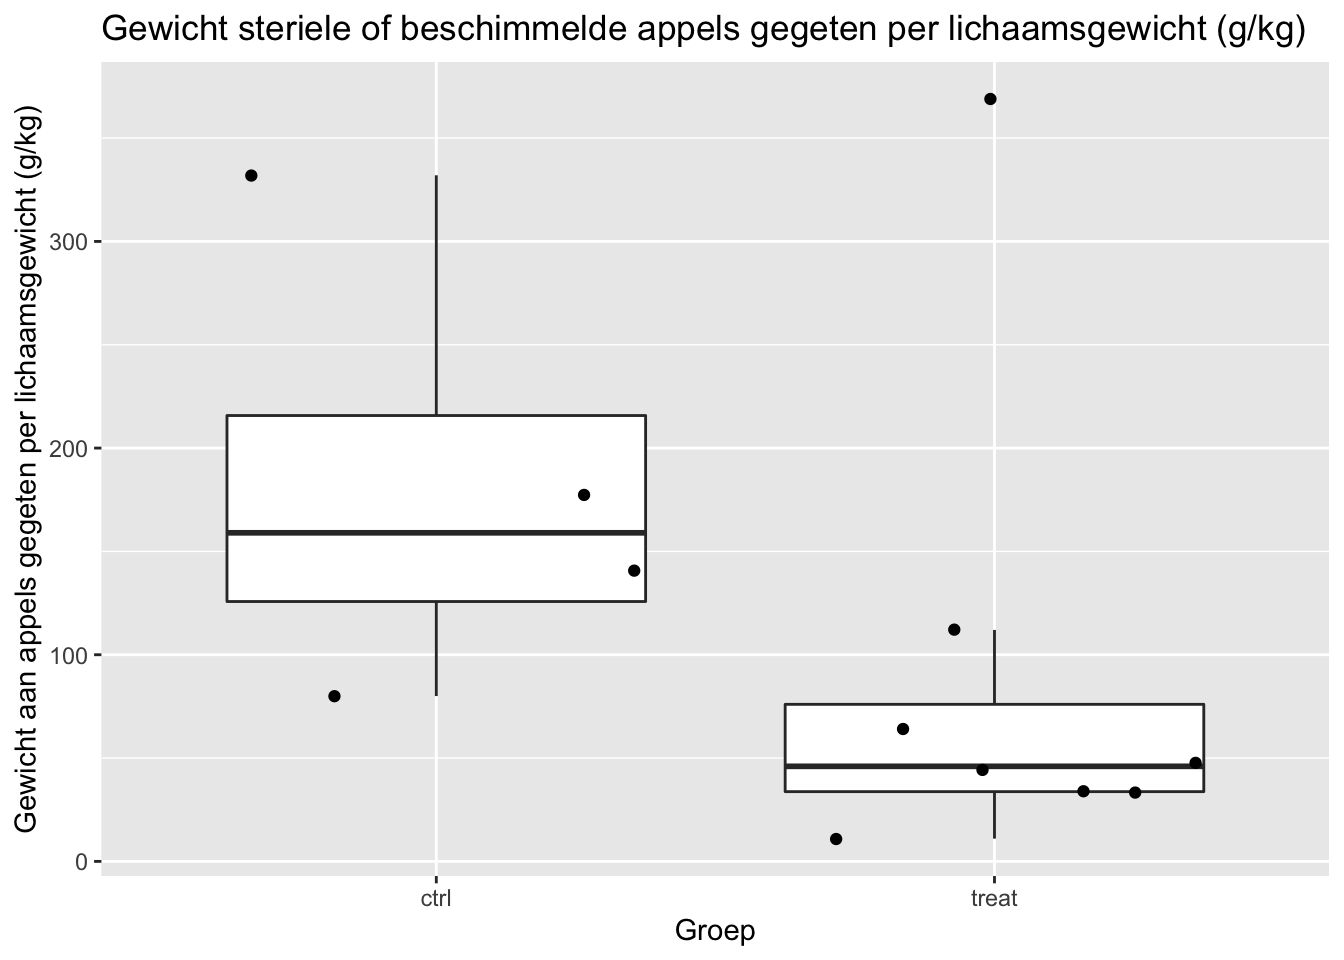 Gewicht steriele of beschimmelde appels gegeten per lichaamsgewicht (g/kg)
Gewicht aan appels gegeten per lichaamsgewicht (g/kg)
300
200
100
0
ctrl
treat
Groep